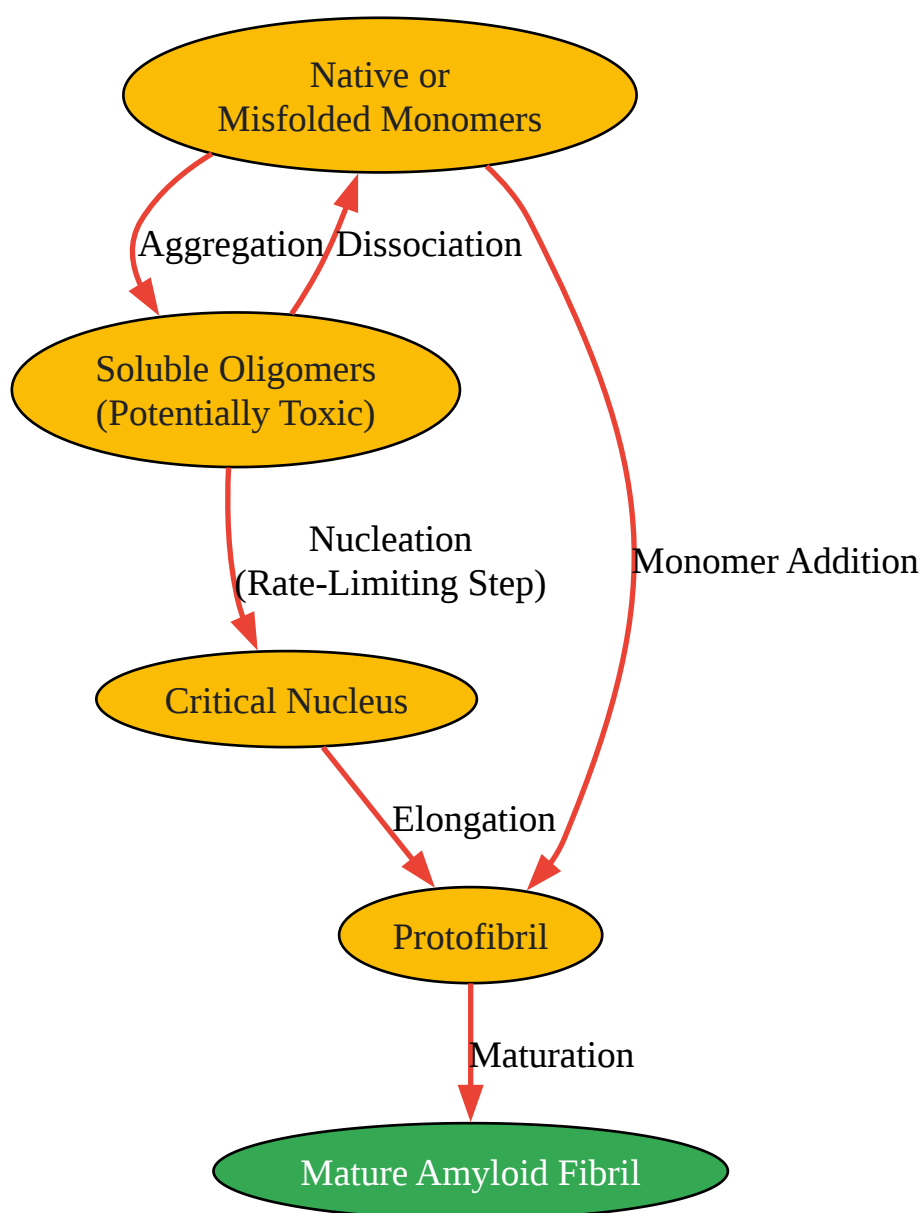 Native or
Misfolded Monomers
Aggregation
Dissociation
Soluble Oligomers
(Potentially Toxic)
Nucleation
(Rate-Limiting Step)
Monomer Addition
Critical Nucleus
Elongation
Protofibril
Maturation
Mature Amyloid Fibril